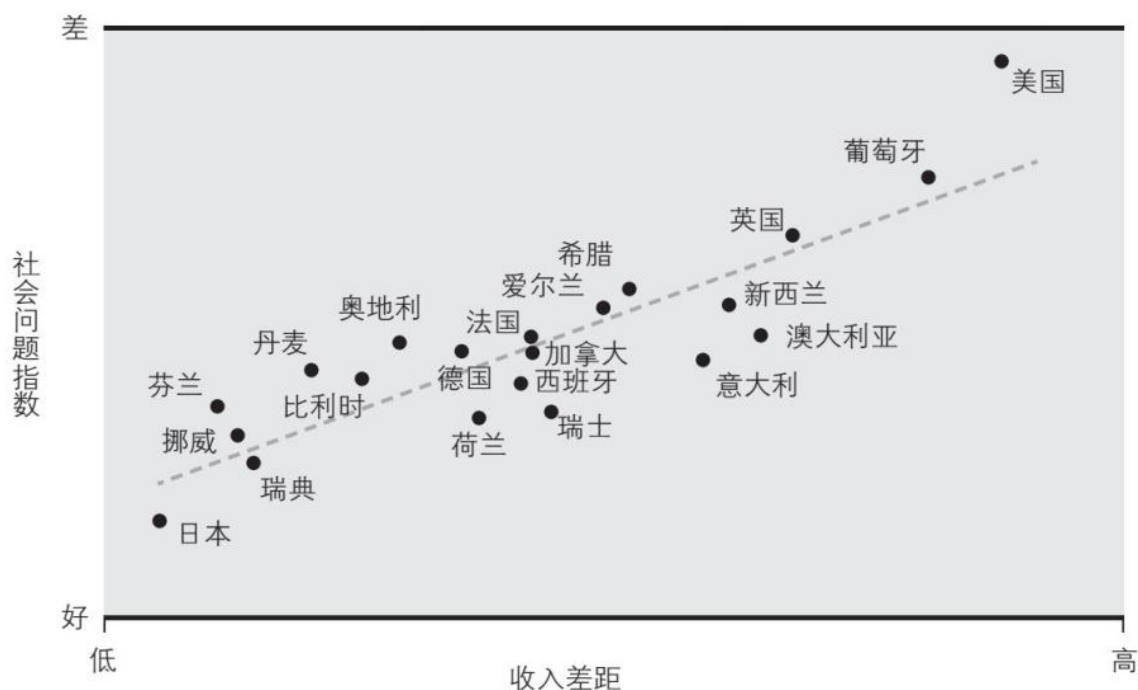 差
美国
葡萄牙
英国
希腊
爱尔兰
新西兰
奥地利
法国
澳大利亚
丹麦
加拿大
德国
西班牙
意大利
芬兰
比利时
挪威
荷兰
瑞士
瑞典
日本
社会问题指数
好
低
收入差距
高